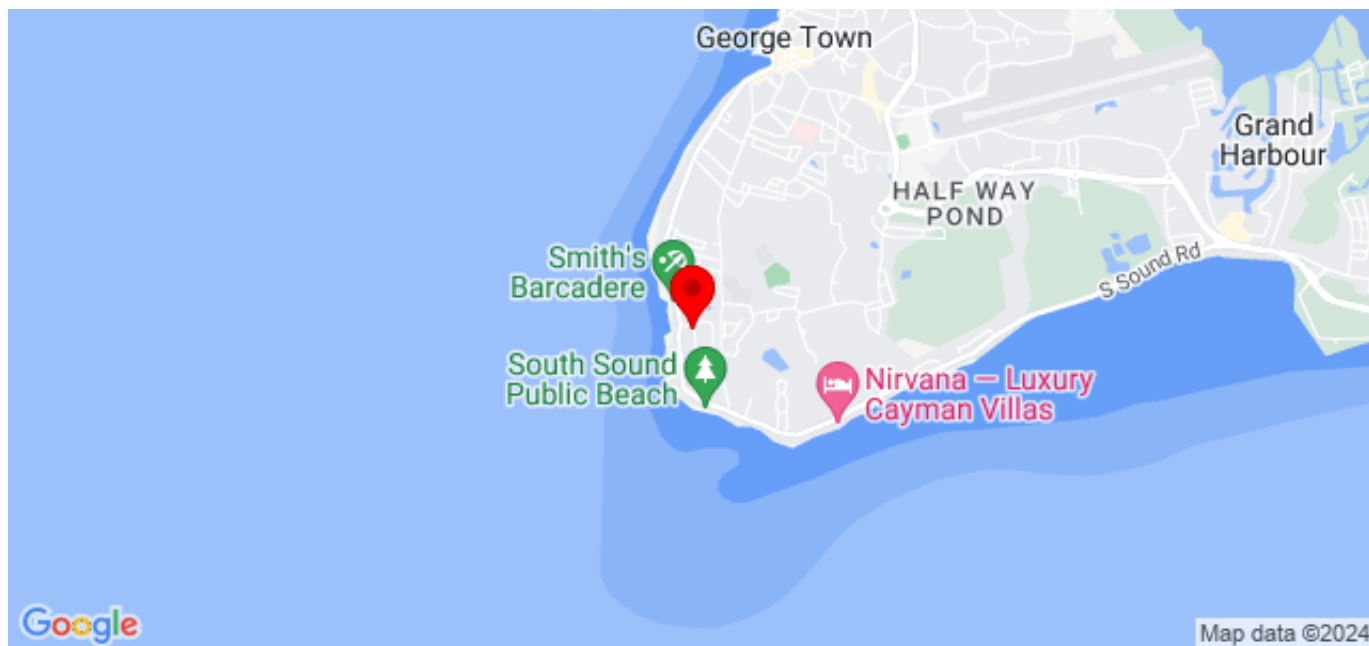 George Town
Grand
Harbour
HALF WAY
POND
Smith's
Barcadere
S Sound Rd
South Sound
Public Beach
Nirvana — Luxury
Cayman Villas
Google
Map data ©2024